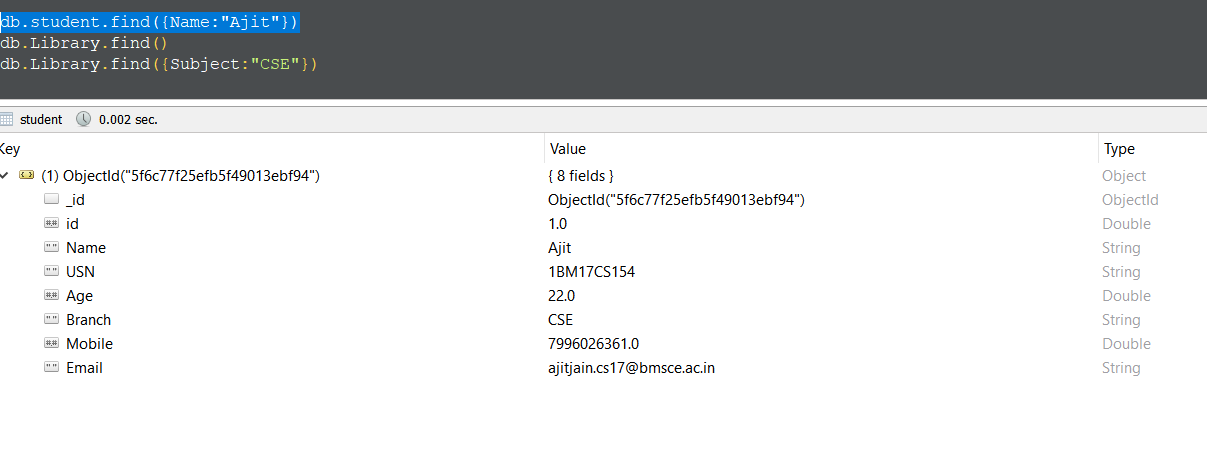 db.student.find({Name:"Ajit"})
db.Library.find()
db.Library.find({Subject:"CSE"})
student 0.002 sec.
Key Value Type
(1) ObjectId("5f6c77f25efb5f49013ebf94") { 8 fields } Object
_id ObjectId("5f6c77f25efb5f49013ebf94") ObjectId
id 1.0 Double
Name Ajit String
USN 1BM17CS154 String
Age 22.0 Double
Branch CSE String
Mobile 7996026361.0 Double
Email ajitjain.cs17@bmsce.ac.in String